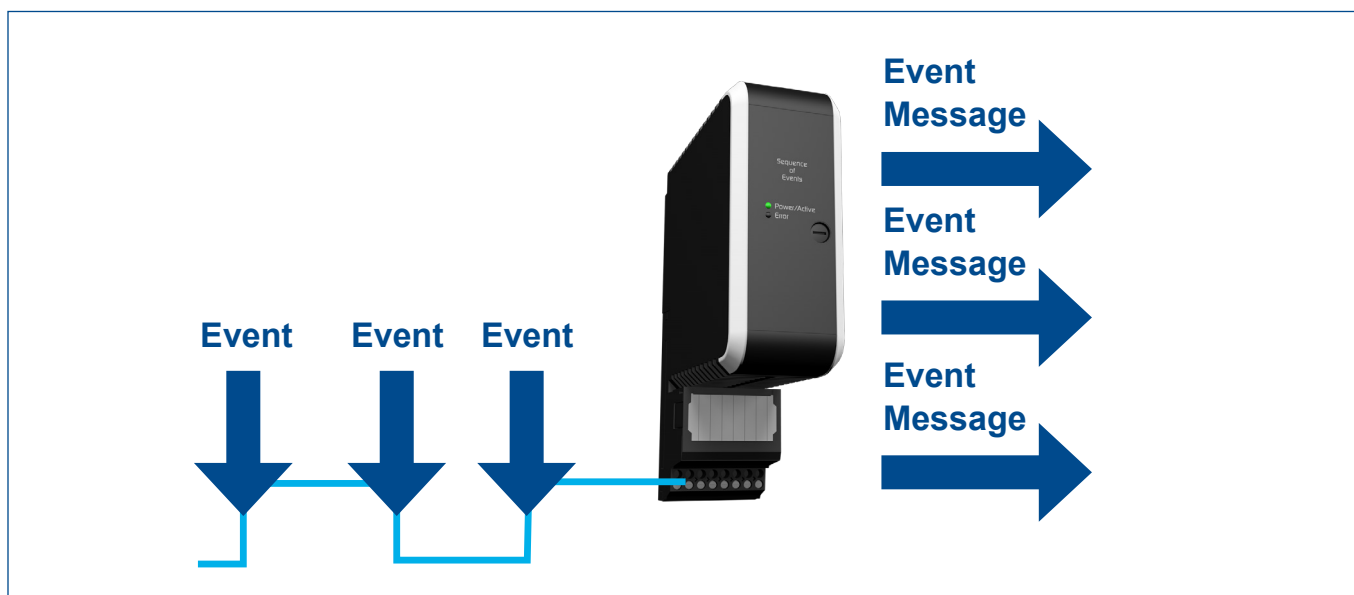 Event
Message
Sequence
of
Events
Power/Active
Error
Event
Message
Event
Event
Event
Event
Message